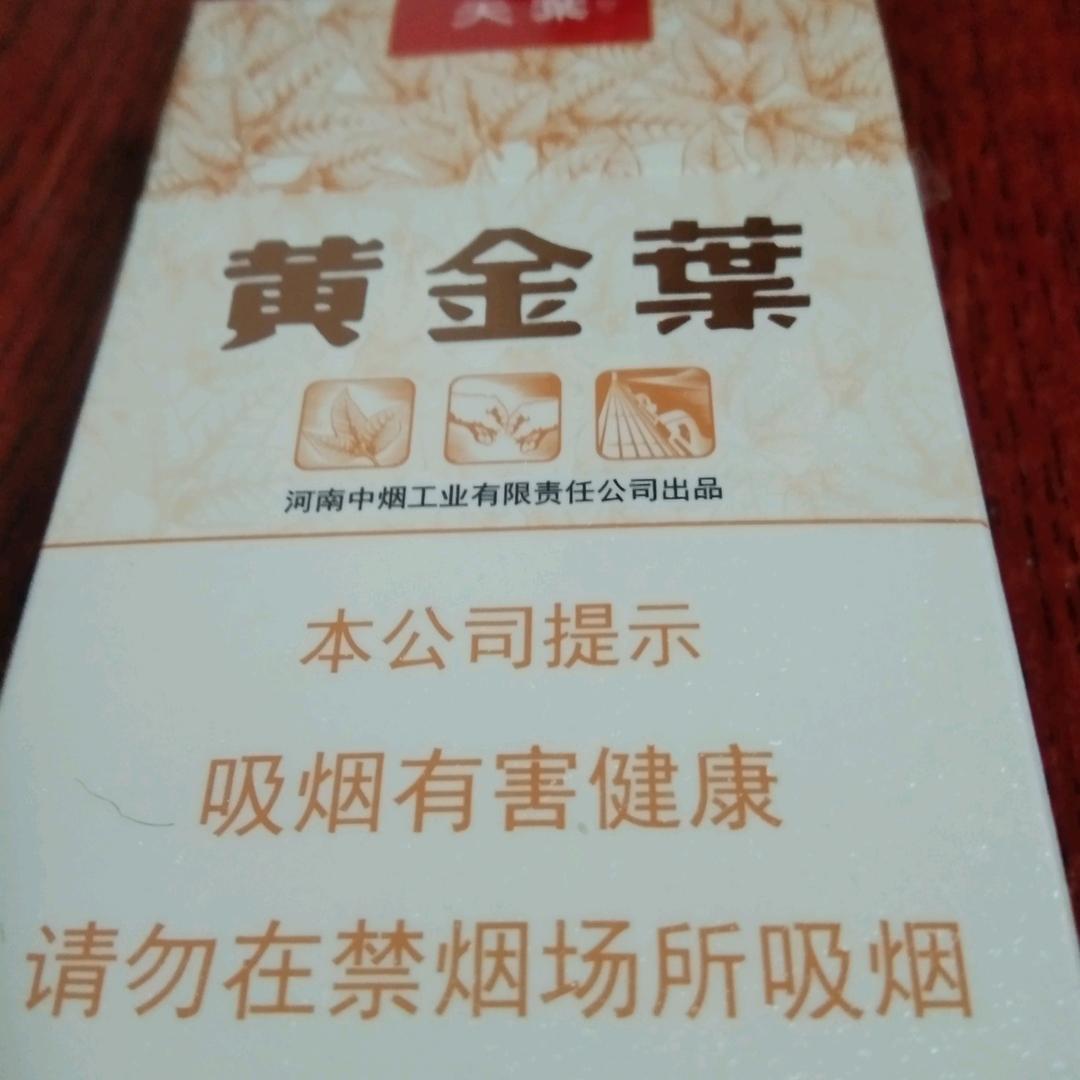 黄金葉
河南中烟工业有限责任公司出品
本公司提示
吸烟有害健康
请勿在禁烟场所吸烟